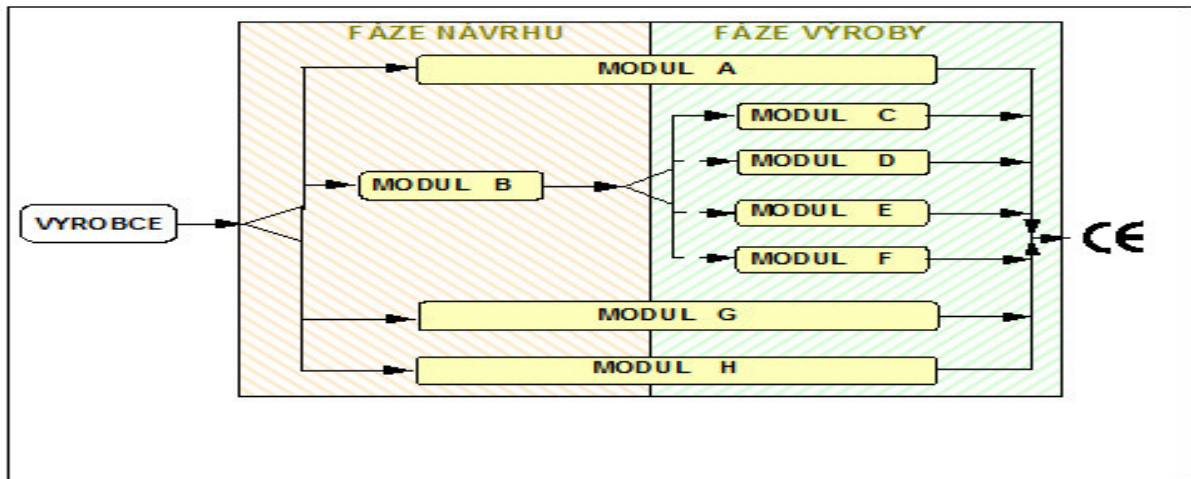 FÁZE NÁVRHU
FÁZE VÝROBY
MODUL A
MODUL C
MODUL B
MODUL D
VYROBCE
MODUL E
MODUL F
CE
MODUL G
MODUL H